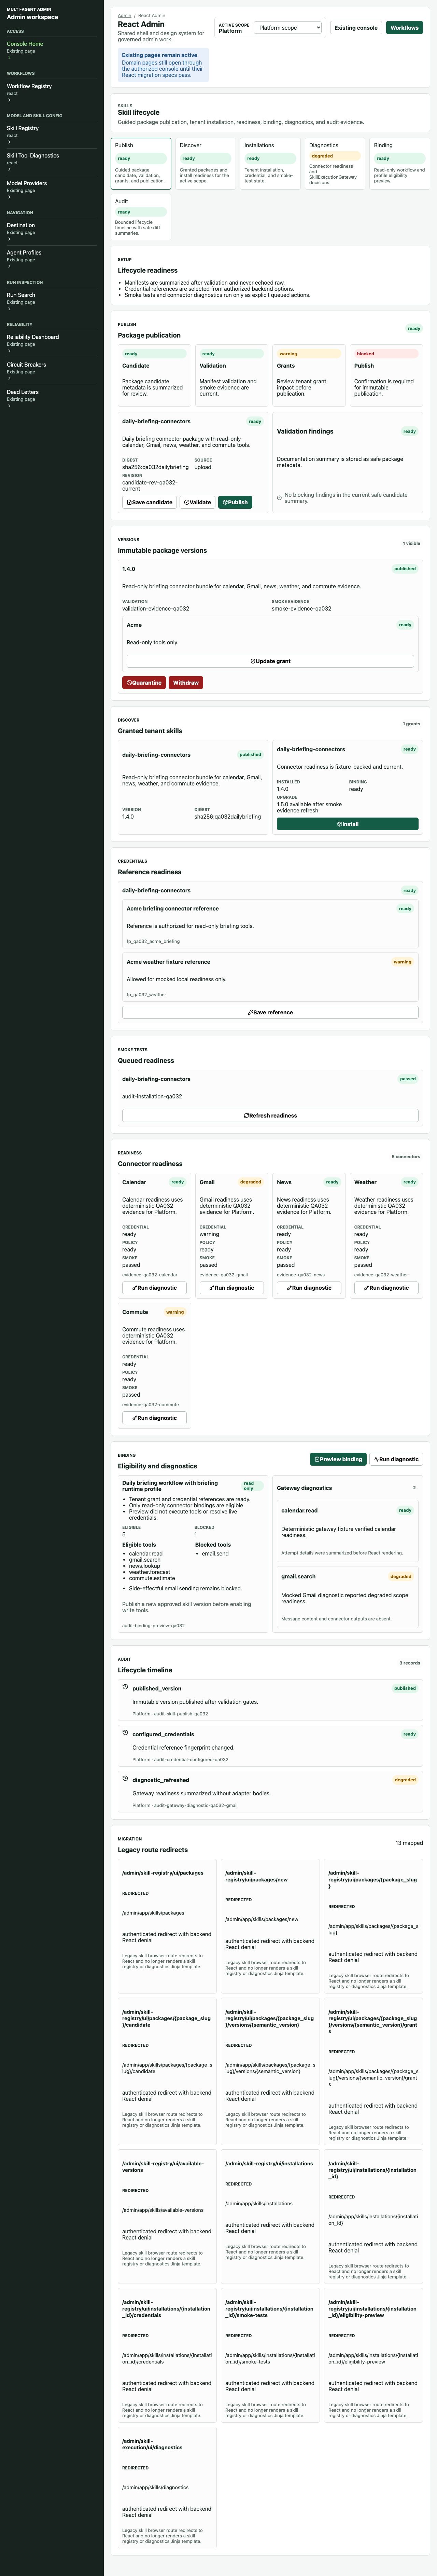 MULTI-AGENT ADMIN
Admin workspace
ACCESS
Console Home
Existing page
WORKFLOWS
Workflow Registry
react
MODEL AND SKILL CONFIG
Skill Registry
react
Skill Tool Diagnostics
Existing page
Model Providers
Existing page
NAVIGATION
Destination
Existing page
Agent Profiles
Existing page
RUN INSPECTION
Run Search
Existing page
RELIABILITY
Reliability Dashboard
Existing page
Circuit Breakers
Existing page
Dead Letters
Existing page
Admin / React Admin
React Admin
Shared shell and design system for
governed admin work.
ACTIVE SCOPE
Platform
Platform scope
Existing console
Workflows
Existing pages remain active
Domain pages still open through
the authorized console until their
React migration specs pass.
SKILLS
Skill lifecycle
Guided package publication, tenant installation, readiness, binding, diagnostics, and audit evidence.
Publish
ready
Guided package
candidate, validation,
grants, and publication.
Discover
ready
Granted packages and
install readiness for the
active scope.
Installations
ready
Tenant installation,
credential, and smoke-
test state.
Diagnostics
degraded
Connector readiness
and
SkillExecutionGateway
decisions.
Binding
ready
Read-only workflow and
profile eligibility
preview.
Audit
ready
Bounded lifecycle
timeline with safe diff
summaries.
SETUP
Lifecycle readiness
• Manifests are summarized after validation and never echoed raw.
• Credential references are selected from authorized backend options.
• Smoke tests and connector diagnostics run only as explicit queued actions.
PUBLISH
Package publication
ready
ready
Candidate
Package candidate
metadata is summarized
for review.
ready
Validation
Manifest validation and
smoke evidence are
current.
warning
Grants
Review tenant grant
impact before
publication.
blocked
Publish
Confirmation is required
for immutable
publication.
daily-briefing-connectors
ready
Daily briefing connector package with read-only
calendar, Gmail, news, weather, and commute tools.
DIGEST
sha256:qa032dailybriefing
SOURCE
upload
REVISION
candidate-rev-qa032-
current
Save candidate
Validate
Publish
Validation findings
ready
Documentation summary is stored as safe package
metadata.
No blocking findings in the current safe candidate
summary.
VERSIONS
Immutable package versions
1 visible
1.4.0
published
Read-only briefing connector bundle for calendar, Gmail, news, weather, and commute evidence.
VALIDATION
validation-evidence-qa032
SMOKE EVIDENCE
smoke-evidence-qa032
Acme
ready
Read-only tools only.
Update grant
Quarantine
Withdraw
DISCOVER
Granted tenant skills
1 grants
daily-briefing-connectors
published
Read-only briefing connector bundle for calendar, Gmail,
news, weather, and commute evidence.
VERSION
1.4.0
DIGEST
sha256:qa032dailybriefing
daily-briefing-connectors
ready
Connector readiness is fixture-backed and current.
INSTALLED
1.4.0
BINDING
ready
UPGRADE
1.5.0 available after smoke
evidence refresh
Install
CREDENTIALS
Reference readiness
daily-briefing-connectors
ready
Acme briefing connector reference
ready
Reference is authorized for read-only briefing tools.
fp_qa032_acme_briefing
Acme weather fixture reference
warning
Allowed for mocked local readiness only.
fp_qa032_weather
Save reference
SMOKE TESTS
Queued readiness
daily-briefing-connectors
passed
audit-installation-qa032
Refresh readiness
READINESS
Connector readiness
5 connectors
Calendar
ready
Calendar readiness uses
deterministic QA032
evidence for Platform.
CREDENTIAL
ready
POLICY
ready
SMOKE
passed
evidence-qa032-calendar
Run diagnostic
Gmail
degraded
Gmail readiness uses
deterministic QA032
evidence for Platform.
CREDENTIAL
warning
POLICY
ready
SMOKE
passed
evidence-qa032-gmail
Run diagnostic
News
ready
News readiness uses
deterministic QA032
evidence for Platform.
CREDENTIAL
ready
POLICY
ready
SMOKE
passed
evidence-qa032-news
Run diagnostic
Weather
ready
Weather readiness uses
deterministic QA032
evidence for Platform.
CREDENTIAL
ready
POLICY
ready
SMOKE
passed
evidence-qa032-weather
Run diagnostic
Commute
warning
Commute readiness uses
deterministic QA032
evidence for Platform.
CREDENTIAL
ready
POLICY
ready
SMOKE
passed
evidence-qa032-commute
Run diagnostic
BINDING
Eligibility and diagnostics
Preview binding
Run diagnostic
Daily briefing workflow with briefing
runtime profile
read
only
• Tenant grant and credential references are ready.
• Only read-only connector bindings are eligible.
• Preview did not execute tools or resolve live
credentials.
ELIGIBLE
5
BLOCKED
1
Eligible tools
• calendar.read
• gmail.search
• news.lookup
• weather.forecast
• commute.estimate
Blocked tools
• email.send
• Side-effectful email sending remains blocked.
Publish a new approved skill version before enabling
write tools.
audit-binding-preview-qa032
Gateway diagnostics
2
calendar.read
ready
Deterministic gateway fixture verified calendar
readiness.
Attempt details were summarized before React rendering.
gmail.search
degraded
Mocked Gmail diagnostic reported degraded scope
readiness.
Message content and connector outputs are absent.
AUDIT
Lifecycle timeline
3 records
published_version
published
Immutable version published after validation gates.
Platform · audit-skill-publish-qa032
configured_credentials
ready
Credential reference fingerprint changed.
Platform · audit-credential-configured-qa032
diagnostic_refreshed
degraded
Gateway readiness summarized without adapter bodies.
Platform · audit-gateway-diagnostic-qa032-gmail
MIGRATION
Legacy route redirects
13 mapped
/admin/skill-registry/ui/packages
REDIRECTED
/admin/app/skills/packages
authenticated redirect with backend
React denial
Legacy skill browser route redirects to
React and no longer renders a skill
registry or diagnostics Jinja template.
/admin/skill-
registry/ui/packages/new
REDIRECTED
/admin/app/skills/packages/new
authenticated redirect with backend
React denial
Legacy skill browser route redirects to
React and no longer renders a skill
registry or diagnostics Jinja template.
/admin/skill-
registry/ui/packages/{package_slug
}
REDIRECTED
/admin/app/skills/packages/{package_s
lug}
authenticated redirect with backend
React denial
Legacy skill browser route redirects to
React and no longer renders a skill
registry or diagnostics Jinja template.
/admin/skill-
registry/ui/packages/{package_slug
}/candidate
REDIRECTED
/admin/app/skills/packages/{package_s
lug}/candidate
authenticated redirect with backend
React denial
Legacy skill browser route redirects to
React and no longer renders a skill
registry or diagnostics Jinja template.
/admin/skill-
registry/ui/packages/{package_slug
}/versions/{semantic_version}
REDIRECTED
/admin/app/skills/packages/{package_s
lug}/versions/{semantic_version}
authenticated redirect with backend
React denial
Legacy skill browser route redirects to
React and no longer renders a skill
registry or diagnostics Jinja template.
/admin/skill-
registry/ui/packages/{package_slug
}/versions/{semantic_version}/grant
s
REDIRECTED
/admin/app/skills/packages/{package_s
lug}/versions/{semantic_version}/grant
s
authenticated redirect with backend
React denial
Legacy skill browser route redirects to
React and no longer renders a skill
registry or diagnostics Jinja template.
/admin/skill-registry/ui/available-
versions
REDIRECTED
/admin/app/skills/available-versions
authenticated redirect with backend
React denial
Legacy skill browser route redirects to
React and no longer renders a skill
registry or diagnostics Jinja template.
/admin/skill-registry/ui/installations
REDIRECTED
/admin/app/skills/installations
authenticated redirect with backend
React denial
Legacy skill browser route redirects to
React and no longer renders a skill
registry or diagnostics Jinja template.
/admin/skill-
registry/ui/installations/{installation
_id}
REDIRECTED
/admin/app/skills/installations/{installati
on_id}
authenticated redirect with backend
React denial
Legacy skill browser route redirects to
React and no longer renders a skill
registry or diagnostics Jinja template.
/admin/skill-
registry/ui/installations/{installation
_id}/credentials
REDIRECTED
/admin/app/skills/installations/{installati
on_id}/credentials
authenticated redirect with backend
React denial
Legacy skill browser route redirects to
React and no longer renders a skill
registry or diagnostics Jinja template.
/admin/skill-
registry/ui/installations/{installation
_id}/smoke-tests
REDIRECTED
/admin/app/skills/installations/{installati
on_id}/smoke-tests
authenticated redirect with backend
React denial
Legacy skill browser route redirects to
React and no longer renders a skill
registry or diagnostics Jinja template.
/admin/skill-
registry/ui/installations/{installation
_id}/eligibility-preview
REDIRECTED
/admin/app/skills/installations/{installati
on_id}/eligibility-preview
authenticated redirect with backend
React denial
Legacy skill browser route redirects to
React and no longer renders a skill
registry or diagnostics Jinja template.
/admin/skill-
execution/ui/diagnostics
REDIRECTED
/admin/app/skills/diagnostics
authenticated redirect with backend
React denial
Legacy skill browser route redirects to
React and no longer renders a skill
registry or diagnostics Jinja template.